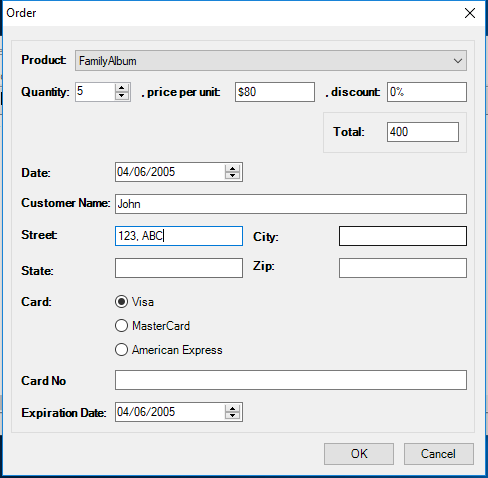 Order
Product: FamilyAlbum
Quantity: 5 , price per unit: $80 , discount: 0%
Total: 400
Date: 04/06/2005
Customer Name: John
Street: 123, ABC City:
State: Zip:
Card: Visa
MasterCard
American Express
Card No
Expiration Date: 04/06/2005
OK Cancel